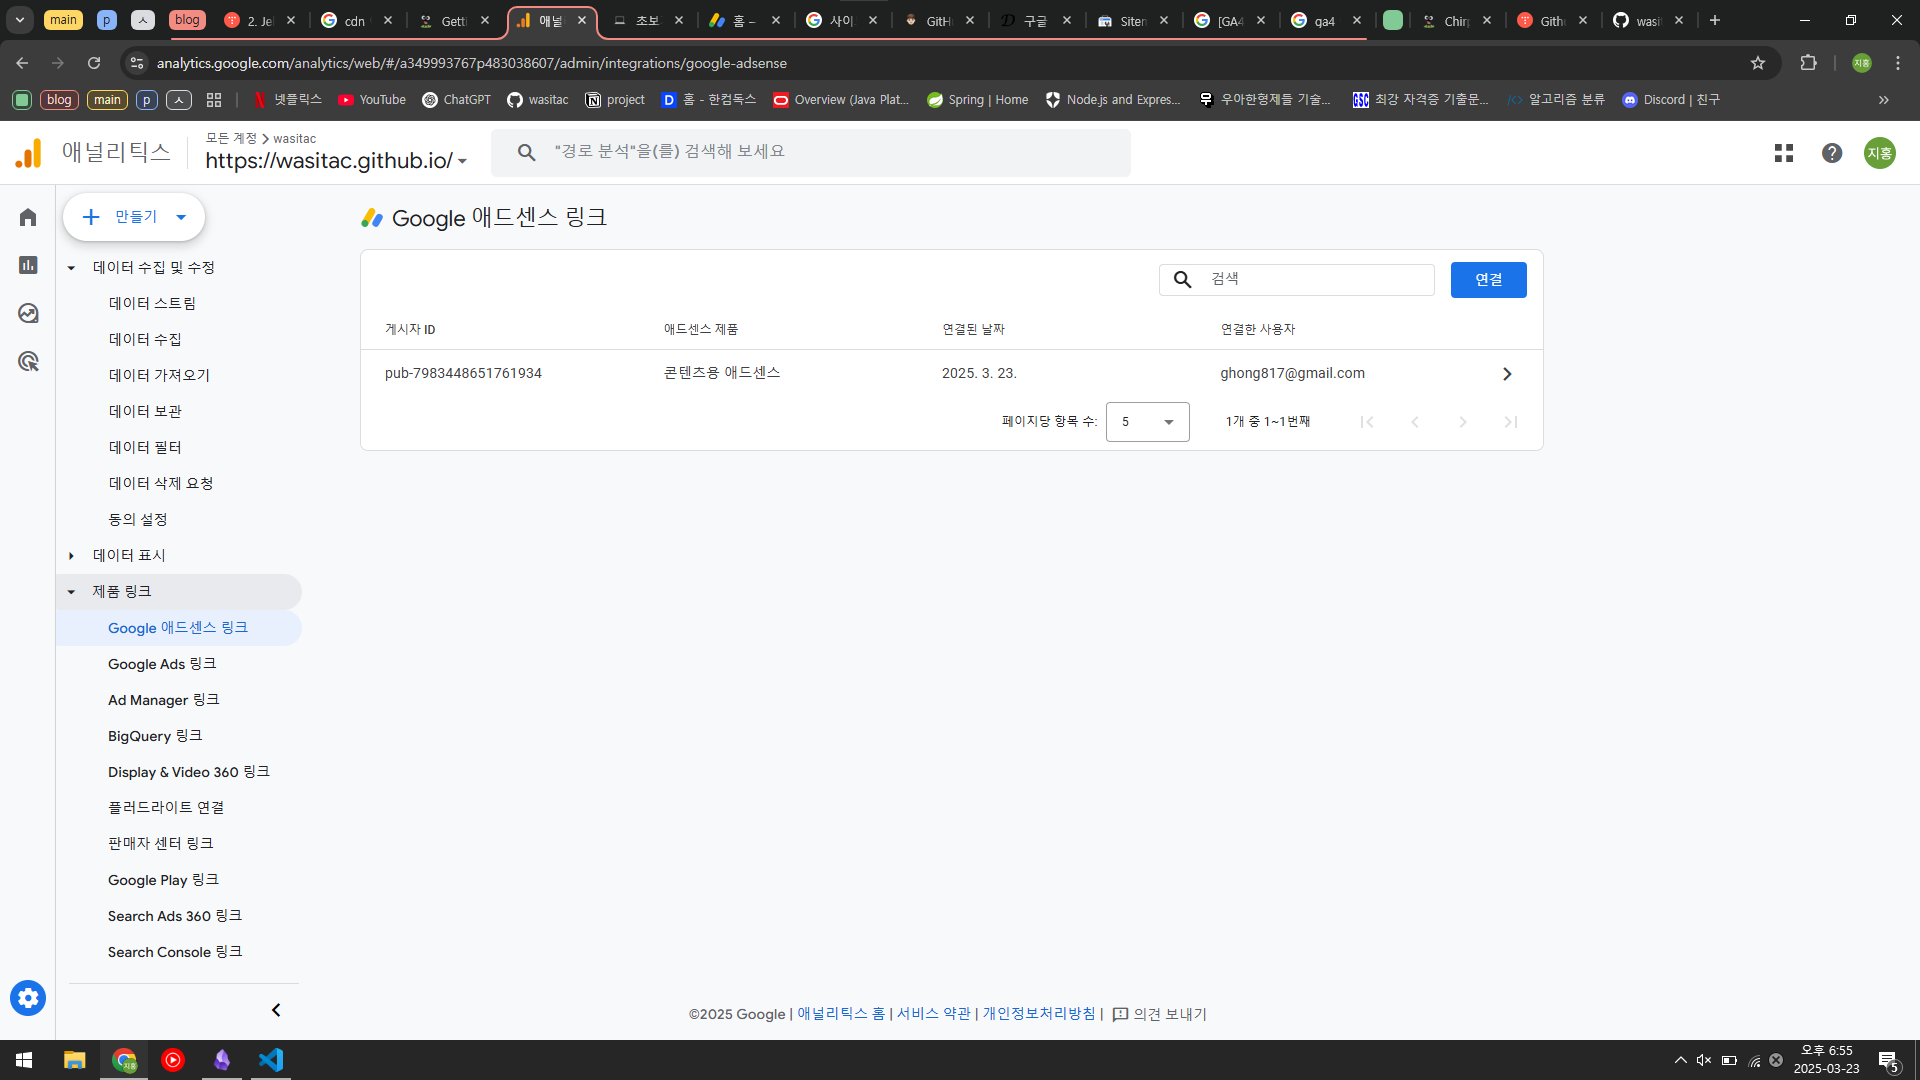 main
p
ㅅ
blog
2. Je
cdn
Getti
애널
초보
홈 –
사이
GitH
구글
Siten
[GA4
ga4
Chirp
Gith
wasit
analytics.google.com/analytics/web/#/a349993767p483038607/admin/integrations/google-adsense
지홍
blog
main
p
ㅅ
넷플릭스
YouTube
ChatGPT
wasitac
project
홈 - 한컴독스
Overview (Java Plat...
Spring | Home
Node.js and Expres...
우아한형제들 기술...
최강 자격증 기출문...
알고리즘 분류
Discord | 친구
애널리틱스
모든 계정 > wasitac
https://wasitac.github.io/
"경로 분석"을(를) 검색해 보세요
지홍
만들기
데이터 수집 및 수정
데이터 스트림
데이터 수집
데이터 가져오기
데이터 보관
데이터 필터
데이터 삭제 요청
동의 설정
데이터 표시
제품 링크
Google 애드센스 링크
Google Ads 링크
Ad Manager 링크
BigQuery 링크
Display & Video 360 링크
플러드라이트 연결
판매자 센터 링크
Google Play 링크
Search Ads 360 링크
Search Console 링크
Google 애드센스 링크
검색
연결
게시자 ID 애드센스 제품 연결된 날짜 연결한 사용자
pub-7983448651761934 콘텐츠용 애드센스 2025. 3. 23. ghong817@gmail.com
페이지당 항목 수: 5 1개 중 1~1번째
©2025 Google | 애널리틱스 홈 | 서비스 약관 | 개인정보처리방침 | 의견 보내기
오후 6:55
2025-03-23
5